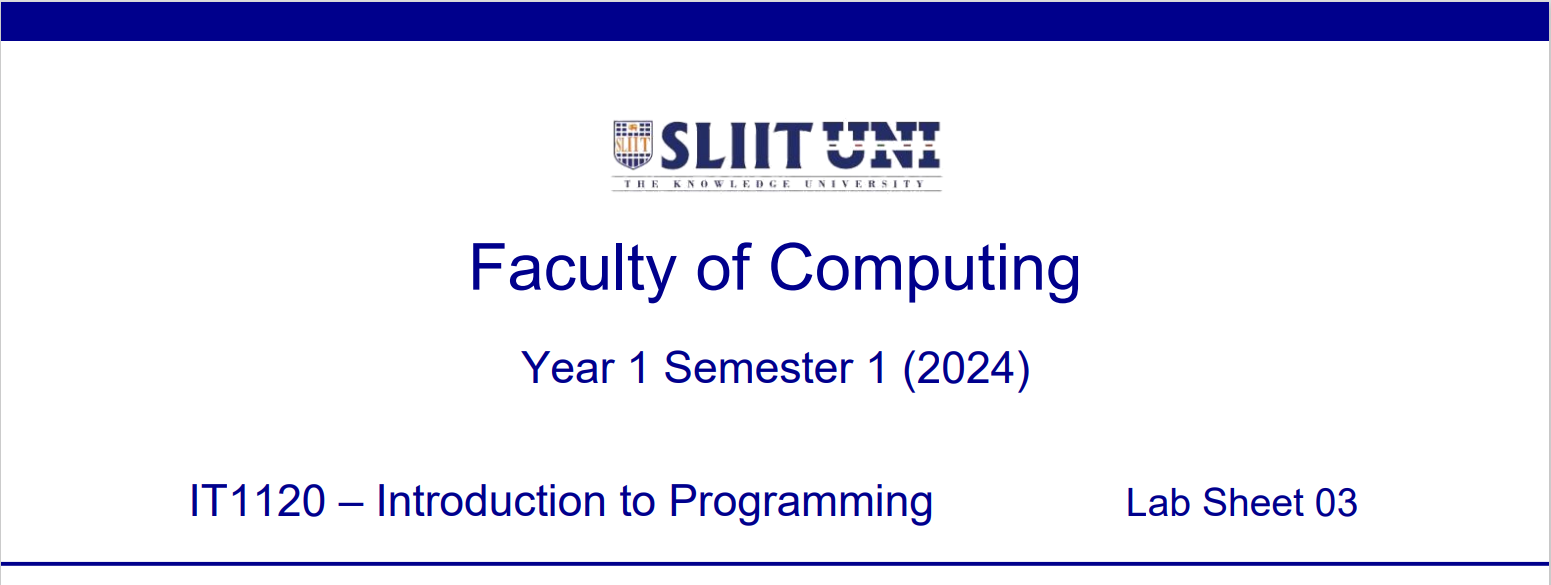 SLIIT
SLIIT UNI
THE KNOWLEDGE UNIVERSITY
Faculty of Computing
Year 1 Semester 1 (2024)
IT1120 – Introduction to Programming Lab Sheet 03